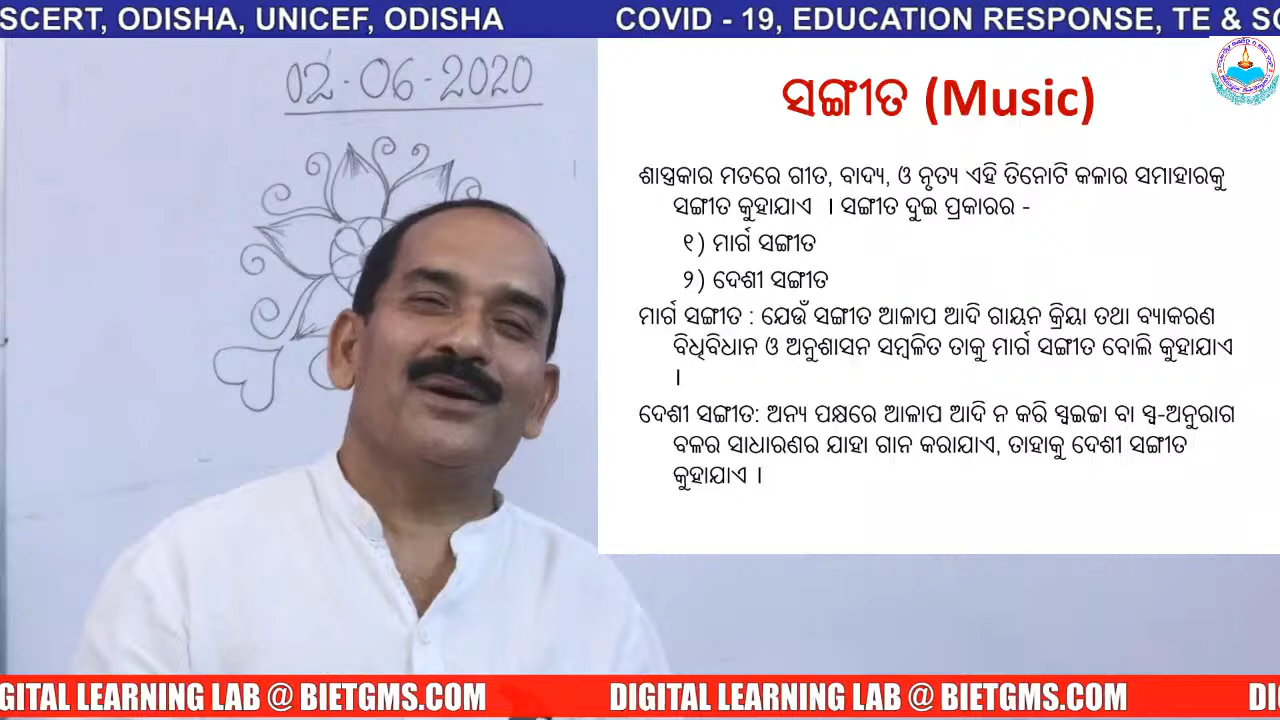 SCERT, ODISHA, UNICEF, ODISHA
COVID - 19, EDUCATION RESPONSE, TE & SC
02-06-2020
ସଙ୍ଗୀତ (Music)
ଶାସ୍ତ୍ରକାର ମତରେ ଗୀତ, ବାଦ୍ୟ, ଓ ନୃତ୍ୟ ଏହି ତିନୋଟି କଳାର ସମାହାରକୁ
ସଙ୍ଗୀତ କୁହାଯାଏ । ସଙ୍ଗୀତ ଦୁଇ ପ୍ରକାରର -
୧) ମାର୍ଗ ସଙ୍ଗୀତ
୨) ଦେଶୀ ସଙ୍ଗୀତ
ମାର୍ଗ ସଙ୍ଗୀତ : ଯେଉଁ ସଙ୍ଗୀତ ଆଳାପ ଆଦି ଗାୟନ କ୍ରିୟା ତଥା ବ୍ୟାକରଣ
ବିଧିବିଧାନ ଓ ଅନୁଶାସନ ସମ୍ବଳିତ ତାକୁ ମାର୍ଗ ସଙ୍ଗୀତ ବୋଲି କୁହାଯାଏ
।
ଦେଶୀ ସଙ୍ଗୀତ: ଅନ୍ୟ ପକ୍ଷରେ ଆଳାପ ଆଦି ନ କରି ସ୍ୱଇଚ୍ଛା ବା ସ୍ୱ-ଅନୁରାଗ
ବଳର ସାଧାରଣର ଯାହା ଗାନ କରାଯାଏ, ତାହାକୁ ଦେଶୀ ସଙ୍ଗୀତ
କୁହାଯାଏ ।
GITAL LEARNING LAB @ BIETGMS.COM
DIGITAL LEARNING LAB @ BIETGMS.COM
DI